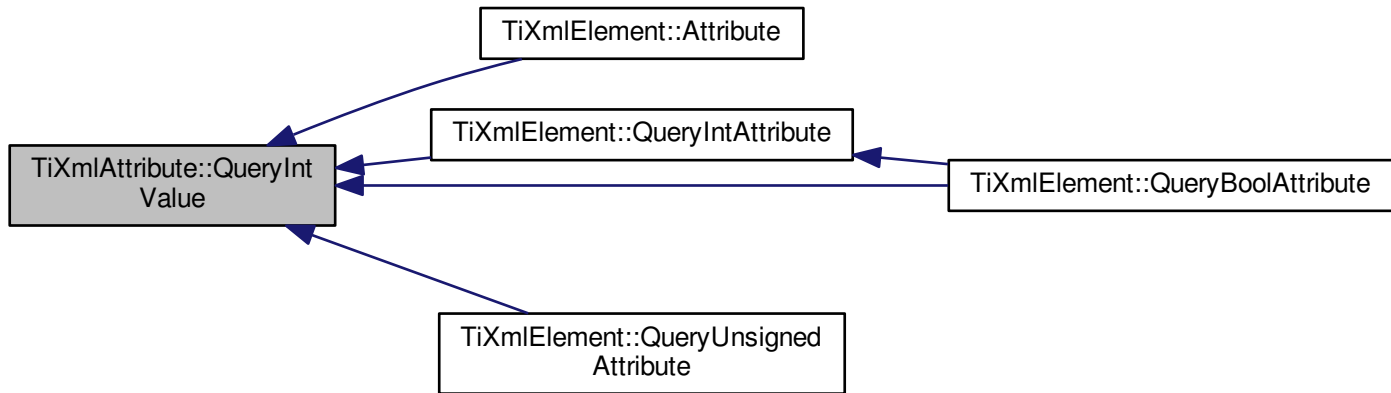 TiXmlElement::Attribute
TiXmlElement::QueryIntAttribute
TiXmlAttribute::QueryInt
Value
TiXmlElement::QueryBoolAttribute
TiXmlElement::QueryUnsigned
Attribute